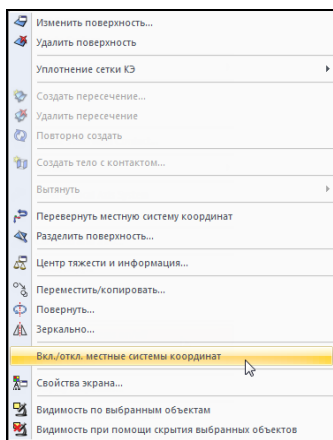 Изменить поверхность...
Удалить поверхность
Уплотнение сетки КЭ
Создать пересечение...
Удалить пересечение
Повторно создать
Создать тело с контактом...
Вытянуть
Перевернуть местную систему координат
Разделить поверхность...
Центр тяжести и информация...
Переместить/копировать...
Повернуть...
Зеркально...
Вкл./откл. местные системы координат
Свойства экрана...
Видимость по выбранным объектам
Видимость при помощи скрытия выбранных объектов